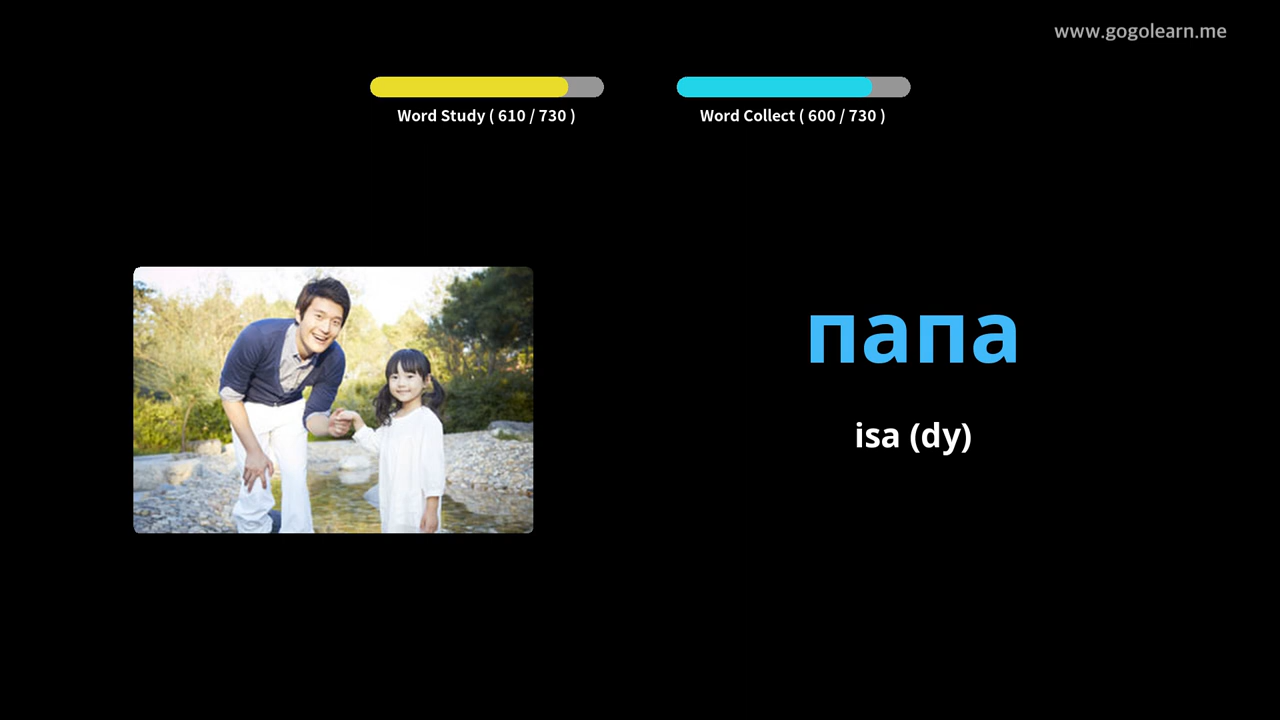 www.gogolearn.me
Word Study ( 610 / 730 )
Word Collect ( 600 / 730 )
папа
isa (dy)